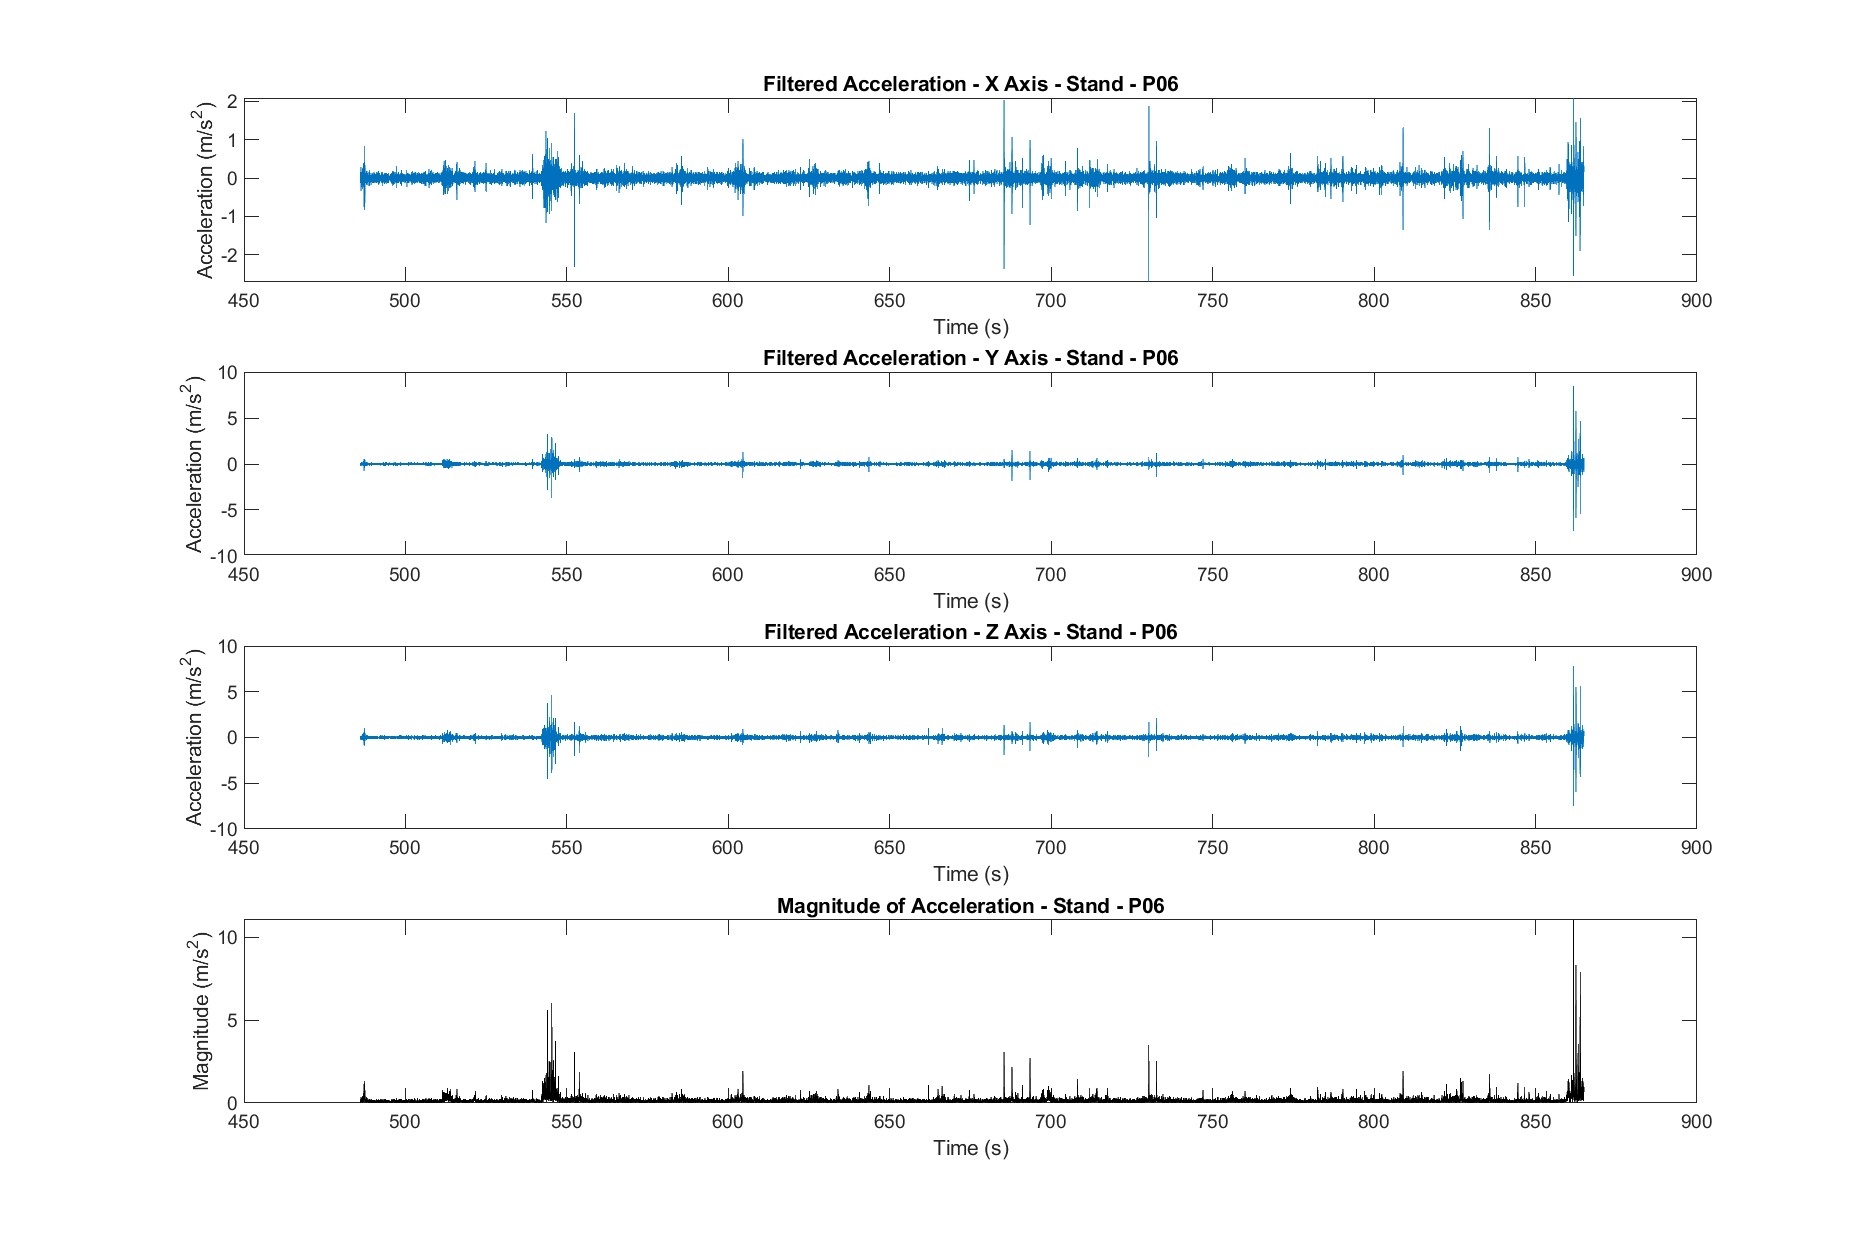 Filtered Acceleration - X Axis - Stand - P06
Acceleration (m/s²)
2
1
0
-1
-2
450 500 550 600 650 700 750 800 850 900
Time (s)
Filtered Acceleration - Y Axis - Stand - P06
Acceleration (m/s²)
10
5
0
-5
-10
450 500 550 600 650 700 750 800 850 900
Time (s)
Filtered Acceleration - Z Axis - Stand - P06
Acceleration (m/s²)
10
5
0
-5
-10
450 500 550 600 650 700 750 800 850 900
Time (s)
Magnitude of Acceleration - Stand - P06
Magnitude (m/s²)
10
5
0
450 500 550 600 650 700 750 800 850 900
Time (s)